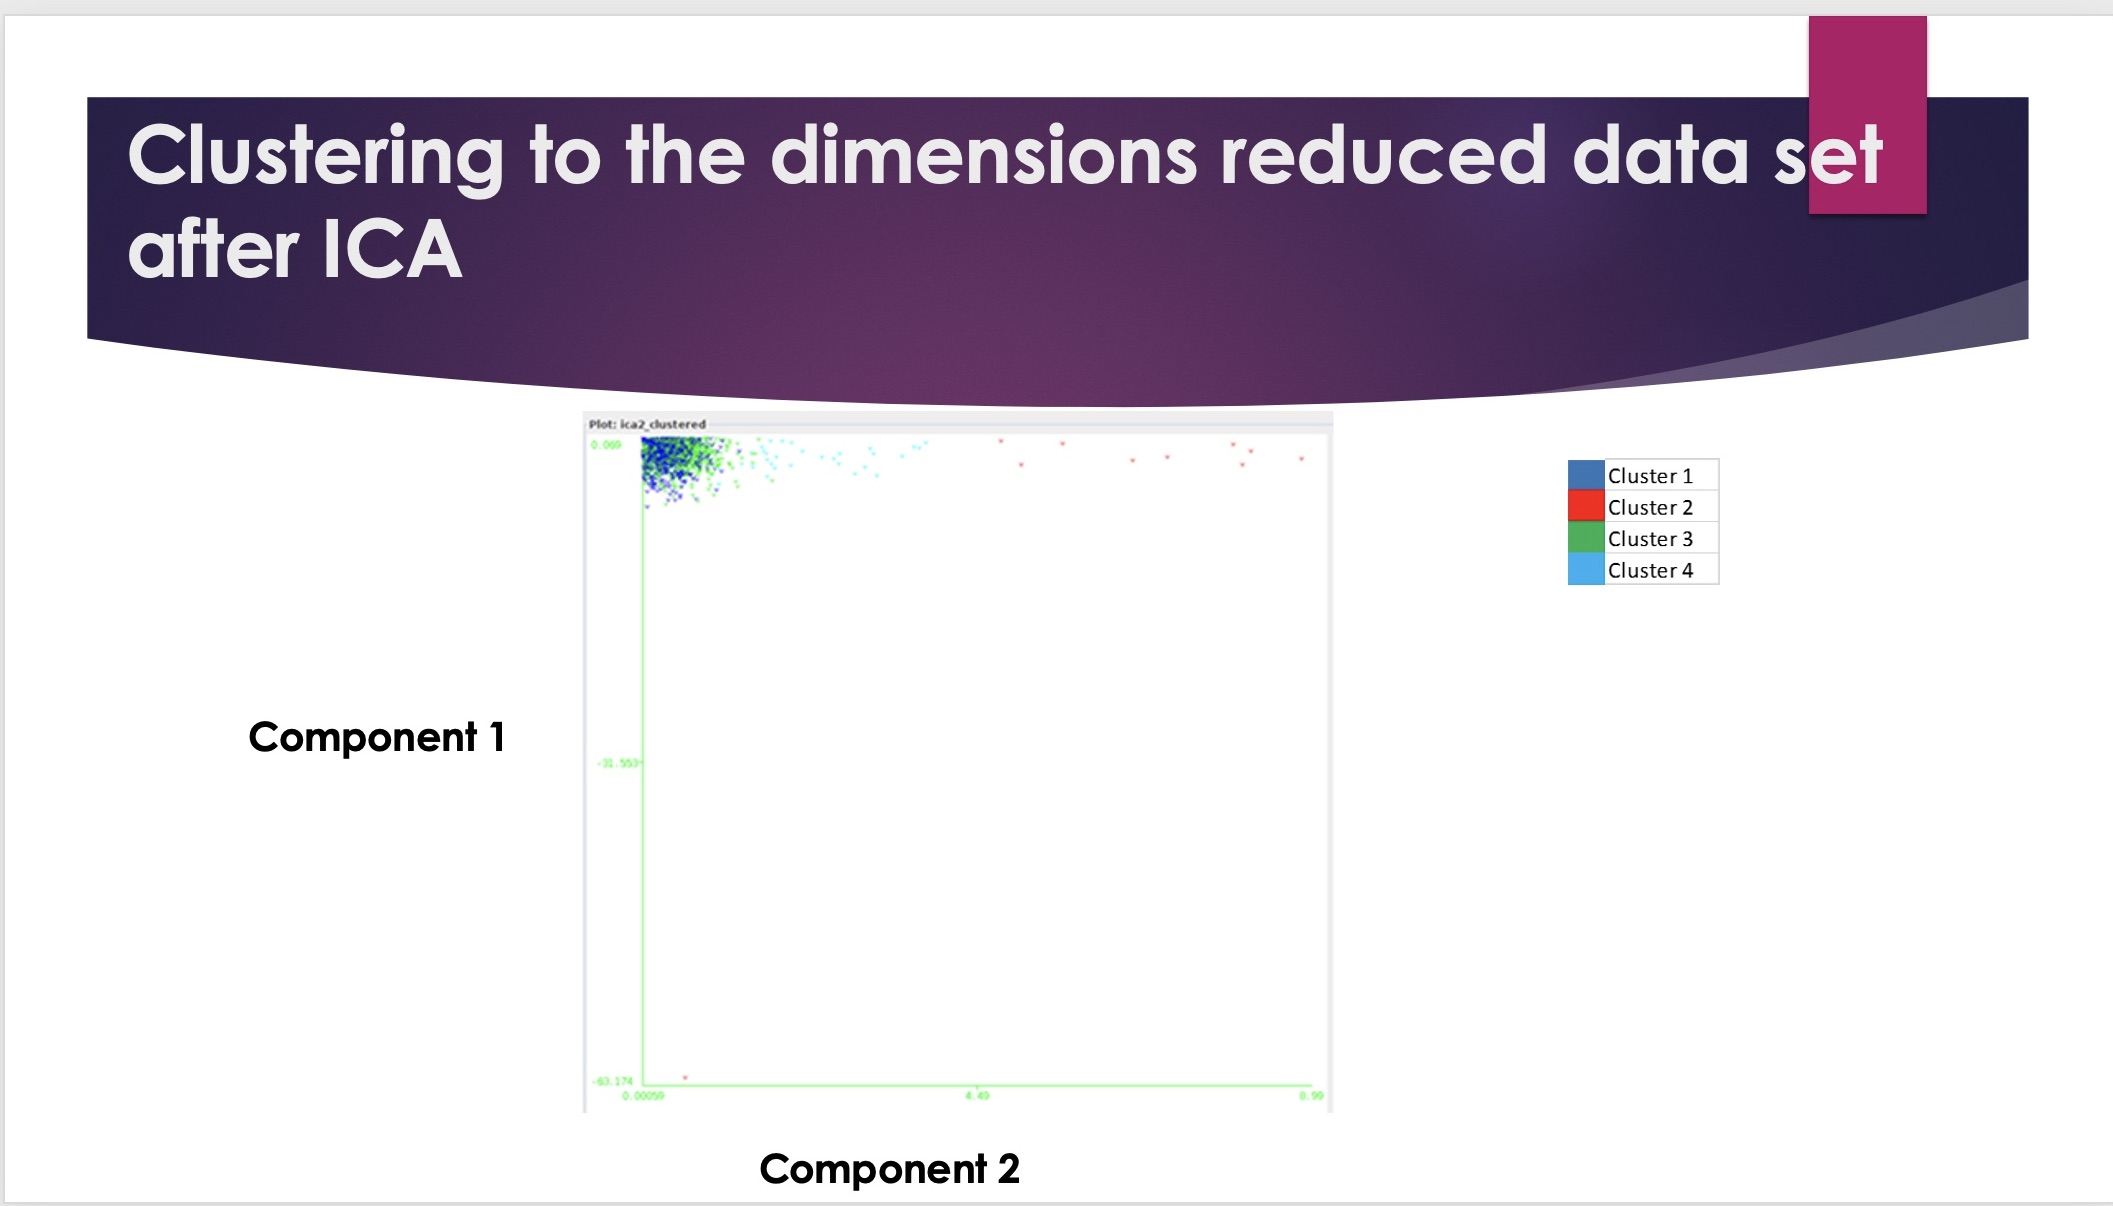 Clustering to the dimensions reduced data set
after ICA
Plot: ica2_clustered
0.069
Cluster 1
Cluster 2
Cluster 3
Cluster 4
Component 1
-31.553
-63.174
0.00059
4.49
8.99
Component 2